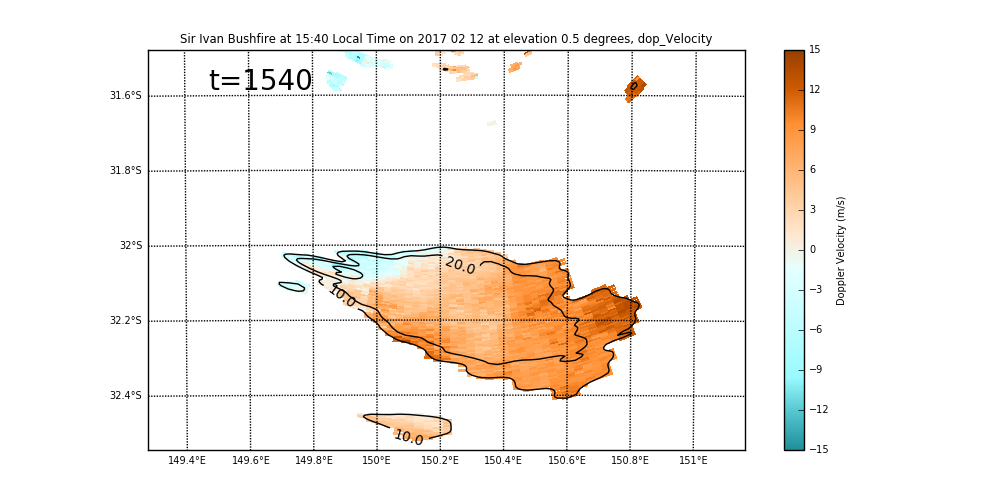 Sir Ivan Bushfire at 15:40 Local Time on 2017 02 12 at elevation 0.5 degrees, dop_Velocity
t=1540
31.6°S
31.8°S
32°S
32.2°S
32.4°S
20.0
10.0
10.0
0
149.4°E 149.6°E 149.8°E 150°E 150.2°E 150.4°E 150.6°E 150.8°E 151°E
15
12
9
6
3
0
−3
−6
−9
−12
−15
Doppler Velocity (m/s)